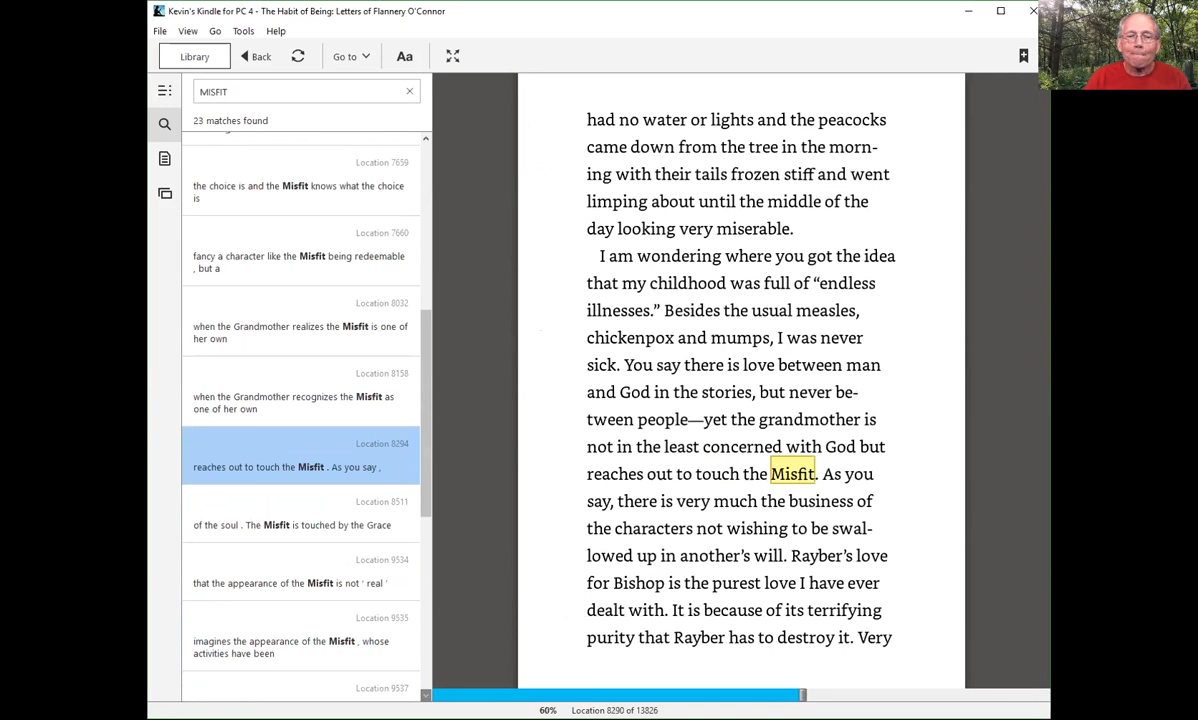 Kevin's Kindle for PC 4 - The Habit of Being: Letters of Flannery O'Connor
File View Go Tools Help
Library Back Go to Aa
MISFIT
23 matches found
Location 7659
the choice is and the Misfit knows what the choice
is
Location 7660
fancy a character like the Misfit being redeemable
, but a
Location 8032
when the Grandmother realizes the Misfit is one of
her own
Location 8158
when the Grandmother recognizes the Misfit as
one of her own
Location 8294
reaches out to touch the Misfit . As you say ,
Location 8511
of the soul . The Misfit is touched by the Grace
Location 9534
that the appearance of the Misfit is not ‘ real ’
Location 9535
imagines the appearance of the Misfit , whose
activities have been
Location 9537
had no water or lights and the peacocks
came down from the tree in the morn-
ing with their tails frozen stiff and went
limping about until the middle of the
day looking very miserable.
I am wondering where you got the idea
that my childhood was full of “endless
illnesses.” Besides the usual measles,
chickenpox and mumps, I was never
sick. You say there is love between man
and God in the stories, but never be-
tween people—yet the grandmother is
not in the least concerned with God but
reaches out to touch the Misfit. As you
say, there is very much the business of
the characters not wishing to be swal-
lowed up in another’s will. Rayber’s love
for Bishop is the purest love I have ever
dealt with. It is because of its terrifying
purity that Rayber has to destroy it. Very
60% Location 8290 of 13826